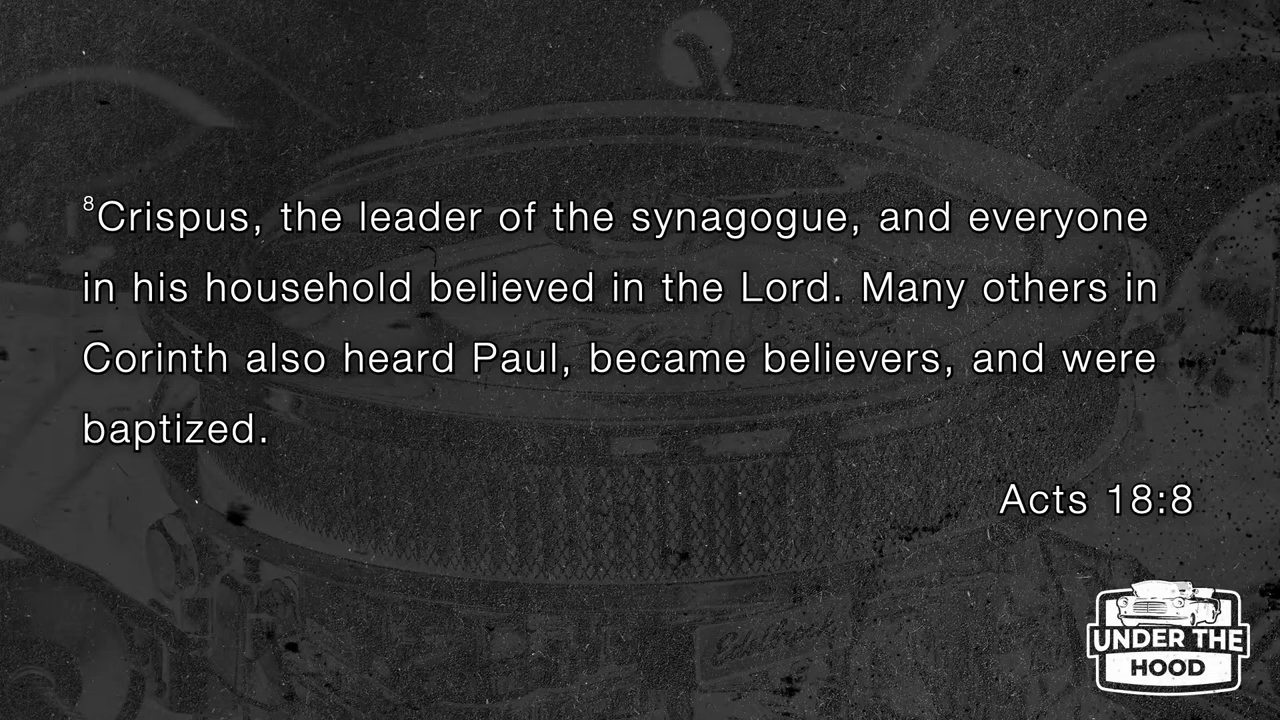 ⁸Crispus, the leader of the synagogue, and everyone
in his household believed in the Lord. Many others in
Corinth also heard Paul, became believers, and were
baptized.
Acts 18:8
UNDER THE
HOOD